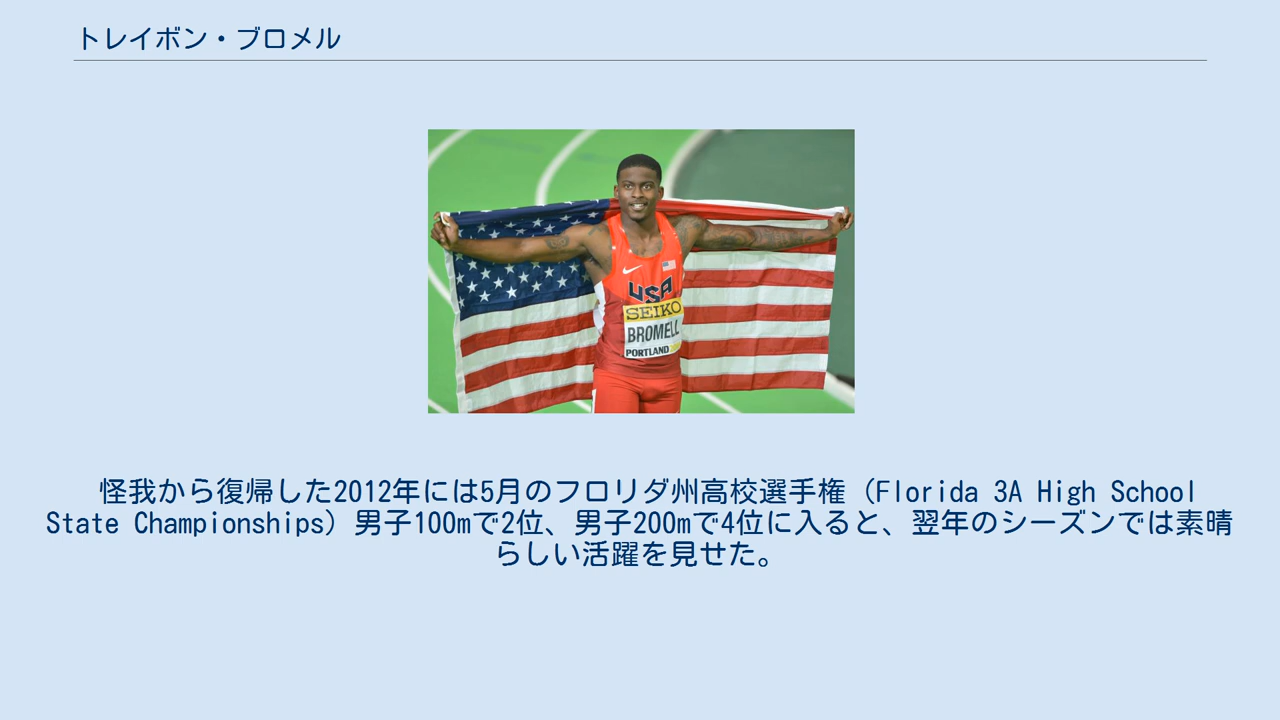 トレイボン・ブロメル
USA
SEIKO
BROMELL
PORTLAND
怪我から復帰した2012年には5月のフロリダ州高校選手権（Florida 3A High School
State Championships）男子100mで2位、男子200mで4位に入ると、翌年のシーズンでは素晴
らしい活躍を見せた。